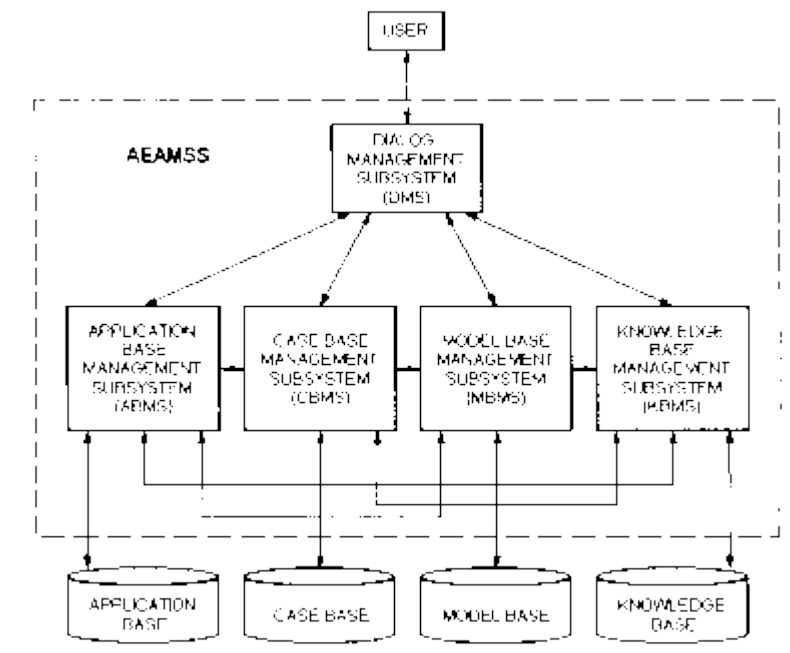 USER
AEAMSS
DIALOG
MANAGEMENT
SUBSYSTEM
(DMS)
APPLICATION
BASE
MANAGEMENT
SUBSYSTEM
(ABMS)
CASE BASE
MANAGEMENT
SUBSYSTEM
(CBMS)
MODEL BASE
MANAGEMENT
SUBSYSTEM
(MBMS)
KNOWLEDGE
BASE
MANAGEMENT
SUBSYSTEM
(KBMS)
APPLICATION
BASE
CASE BASE
MODEL BASE
KNOWLEDGE
BASE